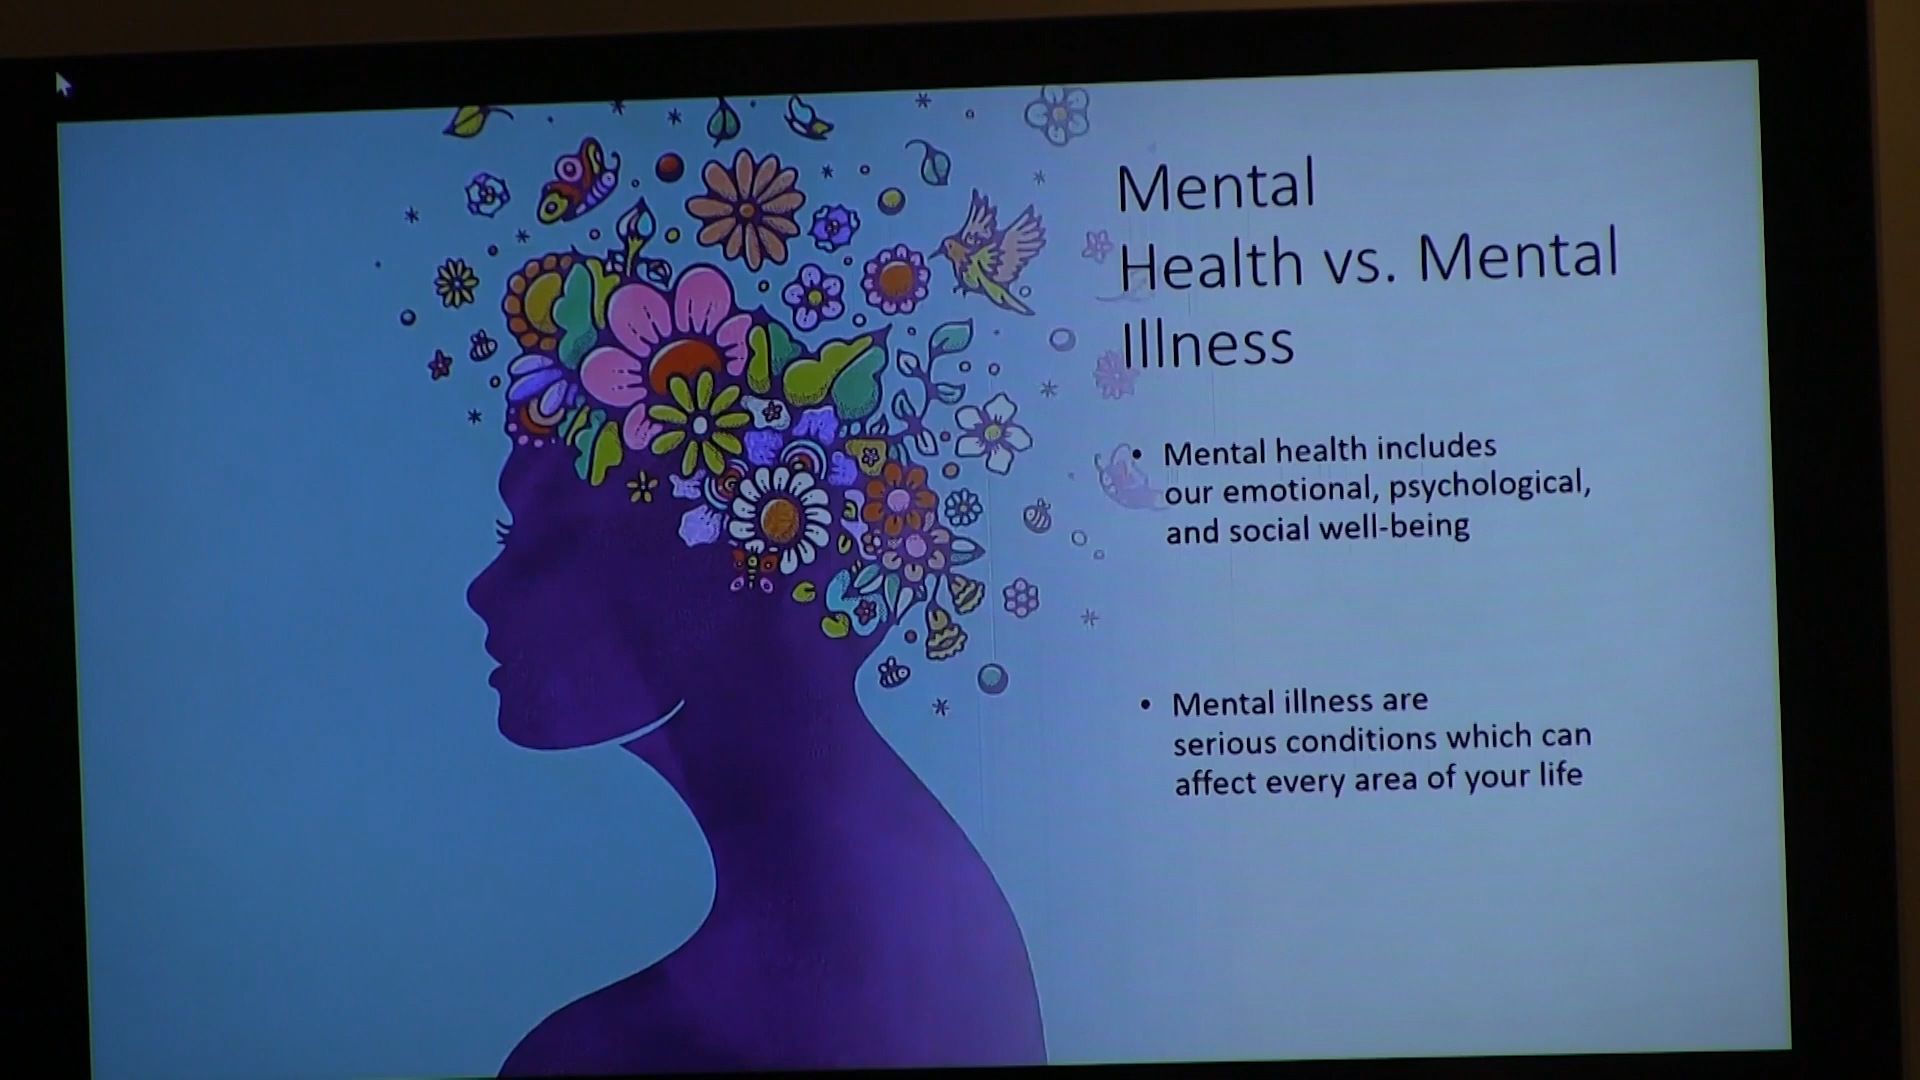 Mental
Health vs. Mental
Illness
• Mental health includes
our emotional, psychological,
and social well-being
• Mental illness are
serious conditions which can
affect every area of your life